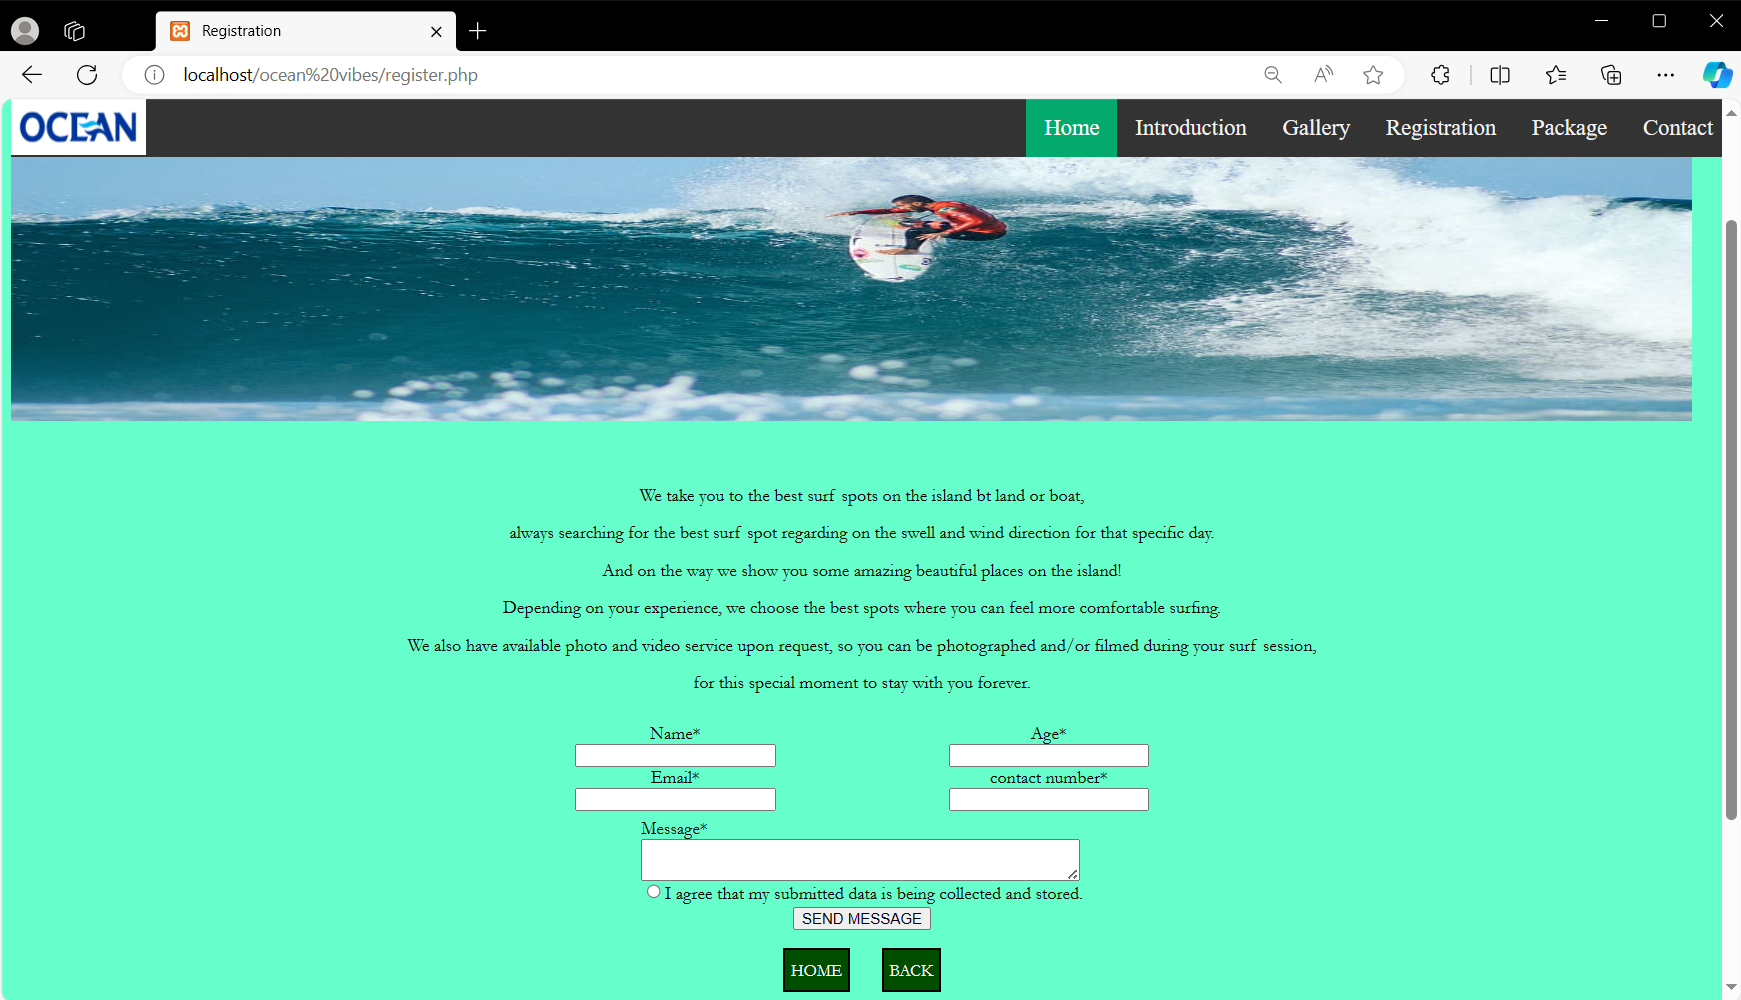 Registration
localhost/ocean%20vibes/register.php
OCEAN
Home Introduction Gallery Registration Package Contact
We take you to the best surf spots on the island bt land or boat,
always searching for the best surf spot regarding on the swell and wind direction for that specific day.
And on the way we show you some amazing beautiful places on the island!
Depending on your experience, we choose the best spots where you can feel more comfortable surfing.
We also have available photo and video service upon request, so you can be photographed and/or filmed during your surf session,
for this special moment to stay with you forever.
Name* Age*
Email* contact number*
Message*
I agree that my submitted data is being collected and stored.
SEND MESSAGE
HOME BACK